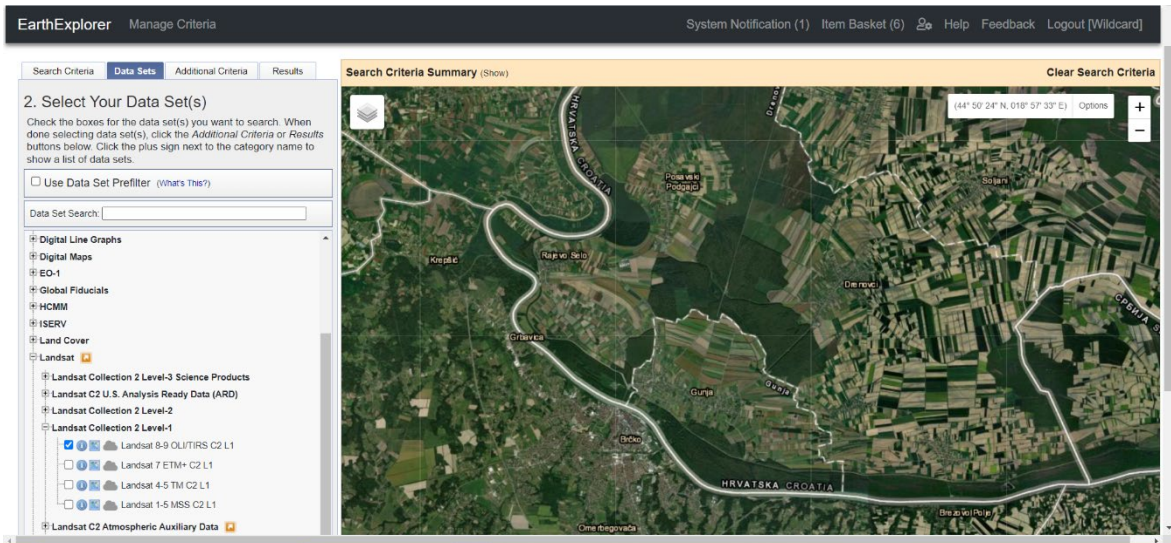 EarthExplorer Manage Criteria System Notification (1) Item Basket (6) Help Feedback Logout [Wildcard]
Search Criteria Data Sets Additional Criteria Results
2. Select Your Data Set(s)
Check the boxes for the data set(s) you want to search. When
done selecting data set(s), click the Additional Criteria or Results
buttons below. Click the plus sign next to the category name to
show a list of data sets.
Use Data Set Prefilter (What's This?)
Data Set Search:
Digital Line Graphs
Digital Maps
EO-1
Global Fiducials
HCMM
ISERV
Land Cover
Landsat
Landsat Collection 2 Level-3 Science Products
Landsat C2 U.S. Analysis Ready Data (ARD)
Landsat Collection 2 Level-2
Landsat Collection 2 Level-1
Landsat 8-9 OLI/TIRS C2 L1
Landsat 7 ETM+ C2 L1
Landsat 4-5 TM C2 L1
Landsat 1-5 MSS C2 L1
Landsat C2 Atmospheric Auxiliary Data
Search Criteria Summary (Show) Clear Search Criteria
(44° 50' 24" N, 018° 57' 33" E) Options
+
−
HRVATSKA CROATIA
Posavski
Podgajci
Soljani
Krepšić
Rajevo Selo
Drenovci
СРБИЈА
Grbavica
Gunja
Gunja
Brčko
HRVATSKA CROATIA
Brezovo Polje
Omerbegovača